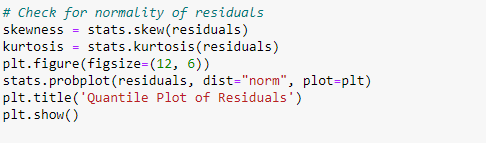 # Check for normality of residuals
skewness = stats.skew(residuals)
kurtosis = stats.kurtosis(residuals)
plt.figure(figsize=(12, 6))
stats.probplot(residuals, dist="norm", plot=plt)
plt.title('Quantile Plot of Residuals')
plt.show()